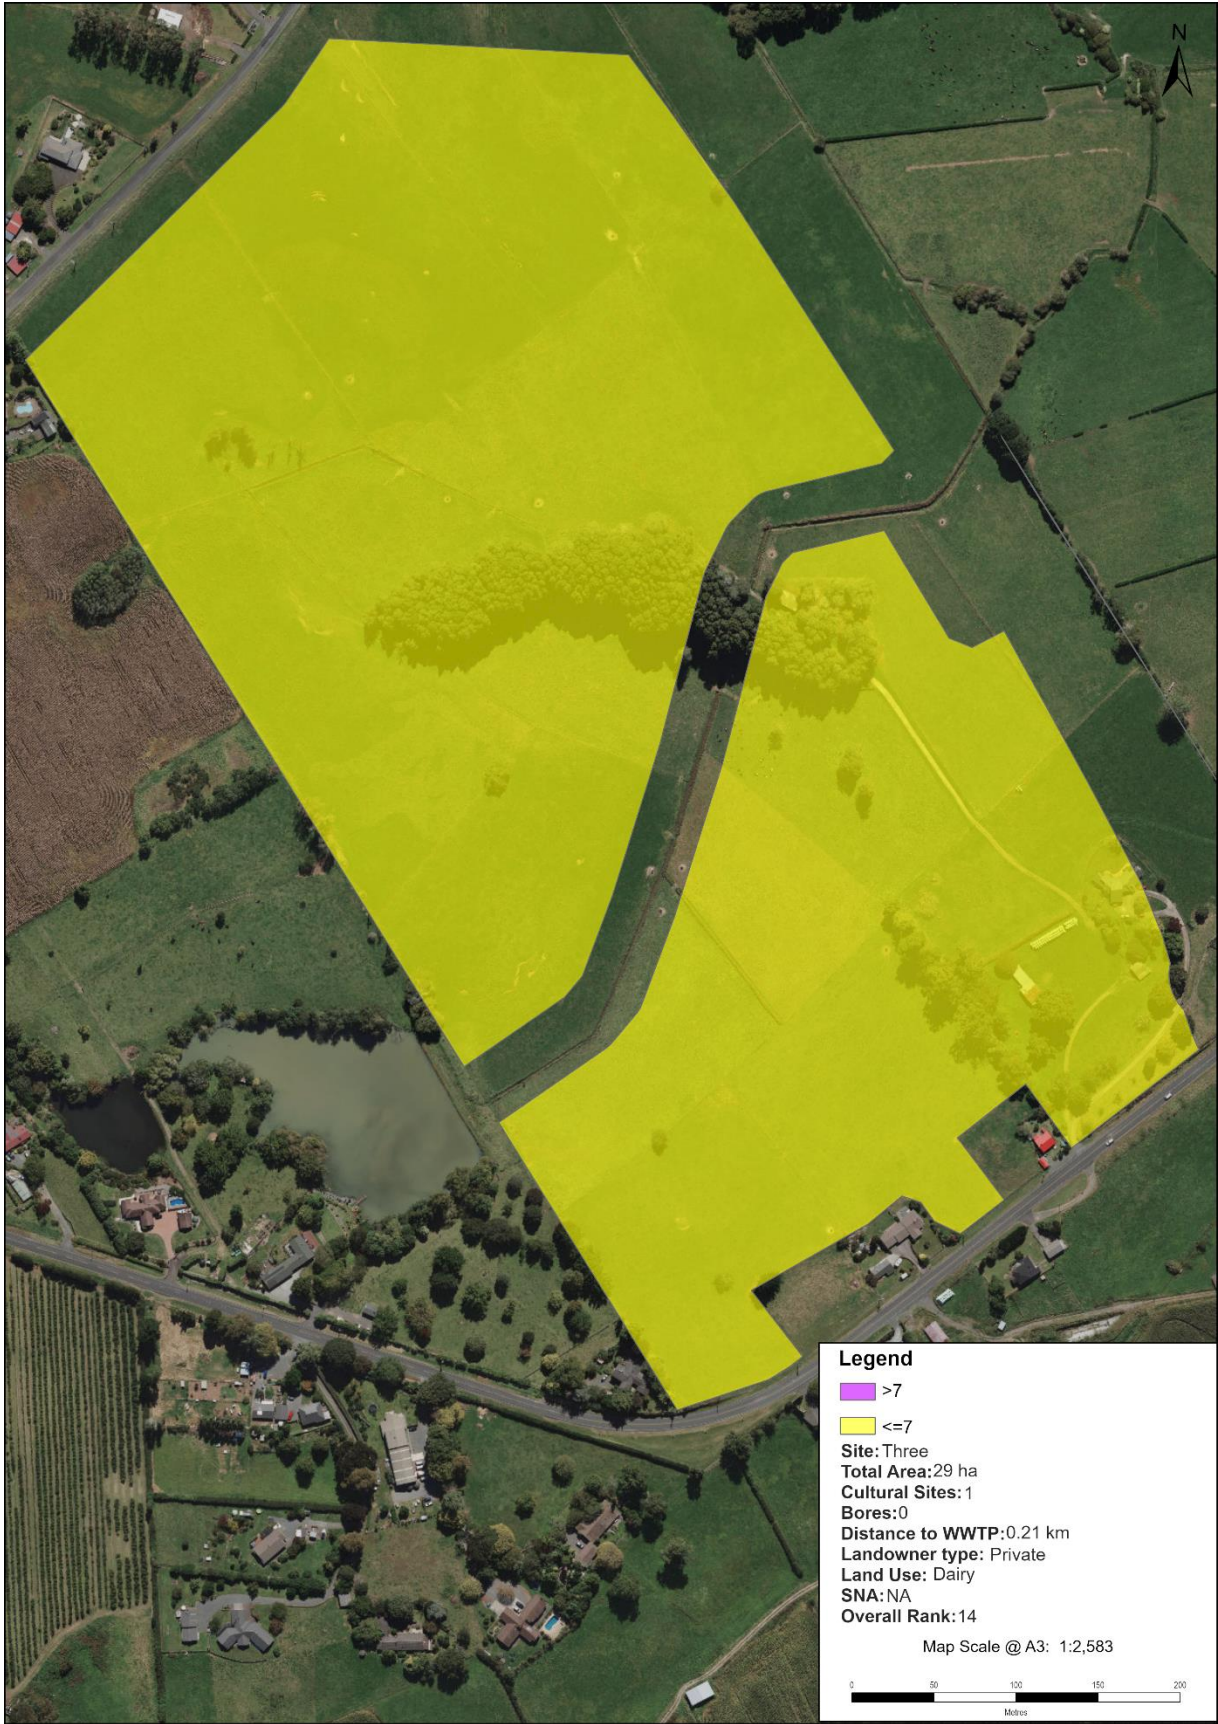 N
Legend
>7
<=7
Site: Three
Total Area: 29 ha
Cultural Sites: 1
Bores: 0
Distance to WWTP: 0.21 km
Landowner type: Private
Land Use: Dairy
SNA: NA
Overall Rank: 14
Map Scale @ A3: 1:2,583
0 50 100 150 200
Metres